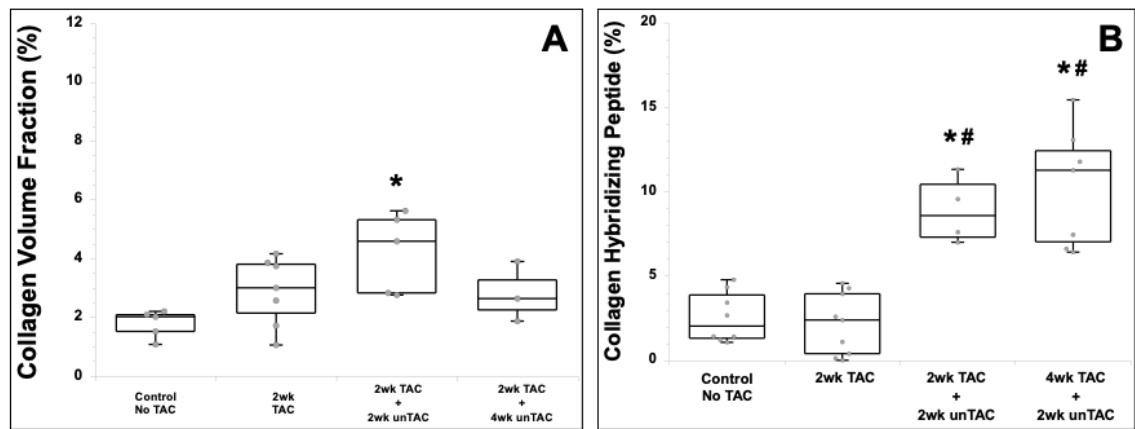 A
Collagen Volume Fraction (%)
12
10
8
6
4
2
0
*
Control
No TAC
2wk
TAC
2wk TAC
+
2wk unTAC
2wk TAC
+
4wk unTAC
B
Collagen Hybridizing Peptide (%)
20
15
10
5
0
*#
*#
Control
No TAC
2wk TAC
2wk TAC
+
2wk unTAC
4wk TAC
+
2wk unTAC